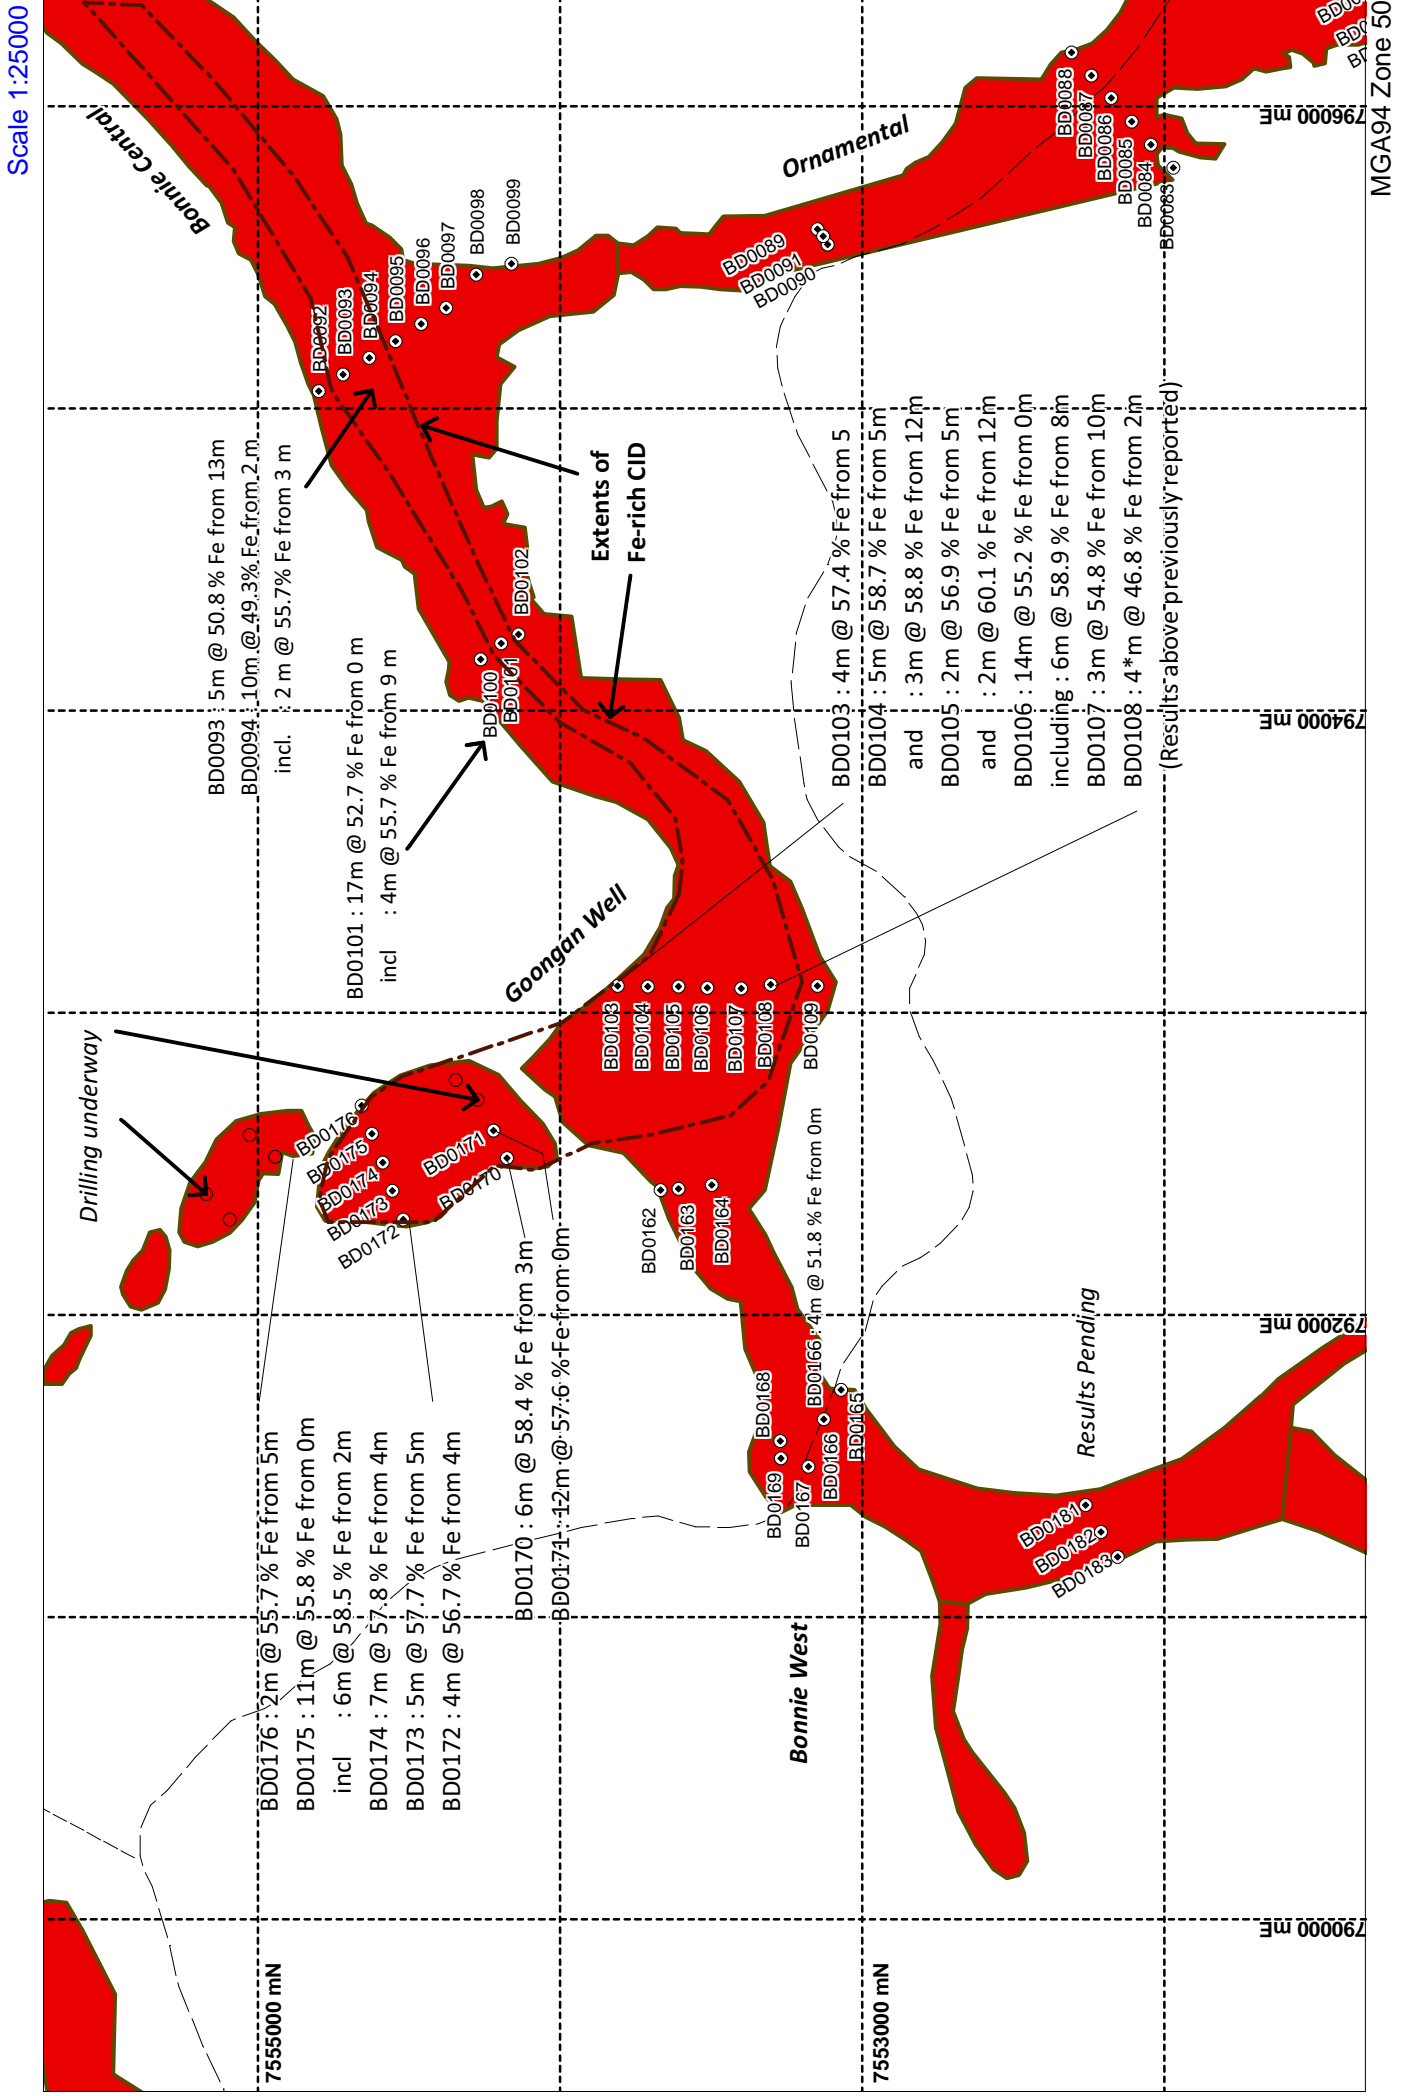 Scale 1:25000
MGA94 Zone 50
Bonnie Central
Ornamental
Goongan Well
Bonnie West
Drilling underway
Results Pending
Extents of
Fe-rich CID
BD0093 : 5m @ 50.8 % Fe from 13m
BD0094 : 10m @ 49.3% Fe from 2 m
incl. : 2 m @ 55.7% Fe from 3 m
BD0101 : 17m @ 52.7 % Fe from 0 m
incl : 4m @ 55.7 % Fe from 9 m
BD0103 : 4m @ 57.4 % Fe from 5
BD0104 : 5m @ 58.7 % Fe from 5m
and : 3m @ 58.8 % Fe from 12m
BD0105 : 2m @ 56.9 % Fe from 5m
and : 2m @ 60.1 % Fe from 12m
BD0106 : 14m @ 55.2 % Fe from 0m
including : 6m @ 58.9 % Fe from 8m
BD0107 : 3m @ 54.8 % Fe from 10m
BD0108 : 4*m @ 46.8 % Fe from 2m
(Results above previously reported)
BD0176 : 2m @ 55.7 % Fe from 5m
BD0175 : 11m @ 55.8 % Fe from 0m
incl : 6m @ 58.5 % Fe from 2m
BD0174 : 7m @ 57.8 % Fe from 4m
BD0173 : 5m @ 57.7 % Fe from 5m
BD0172 : 4m @ 56.7 % Fe from 4m
BD0170 : 6m @ 58.4 % Fe from 3m
BD0171 : 12m @ 57.6 % Fe from 0m
BD0166 : 4m @ 51.8 % Fe from 0m
BD0092
BD0093
BD0094
BD0095
BD0096
BD0097
BD0098
BD0099
BD0100
BD0101
BD0102
BD0103
BD0104
BD0105
BD0106
BD0107
BD0108
BD0109
BD0088
BD0087
BD0086
BD0085
BD0084
BD0083
BD0089
BD0091
BD0090
BD0176
BD0175
BD0174
BD0173
BD0172
BD0171
BD0170
BD0162
BD0163
BD0164
BD0168
BD0169
BD0167
BD0166
BD0165
BD0181
BD0182
BD0183
796000 mE
794000 mE
792000 mE
790000 mE
7555000 mN
7553000 mN